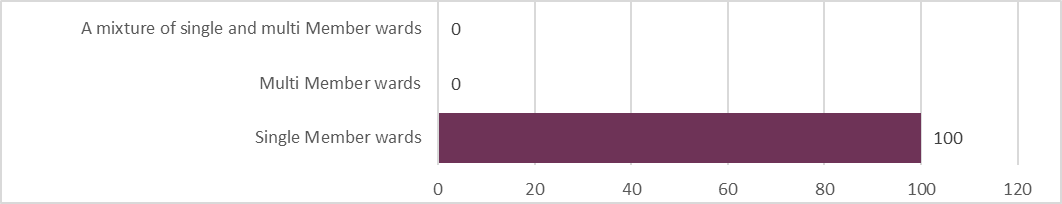 A mixture of single and multi Member wards 0
Multi Member wards 0
Single Member wards 100
0 20 40 60 80 100 120